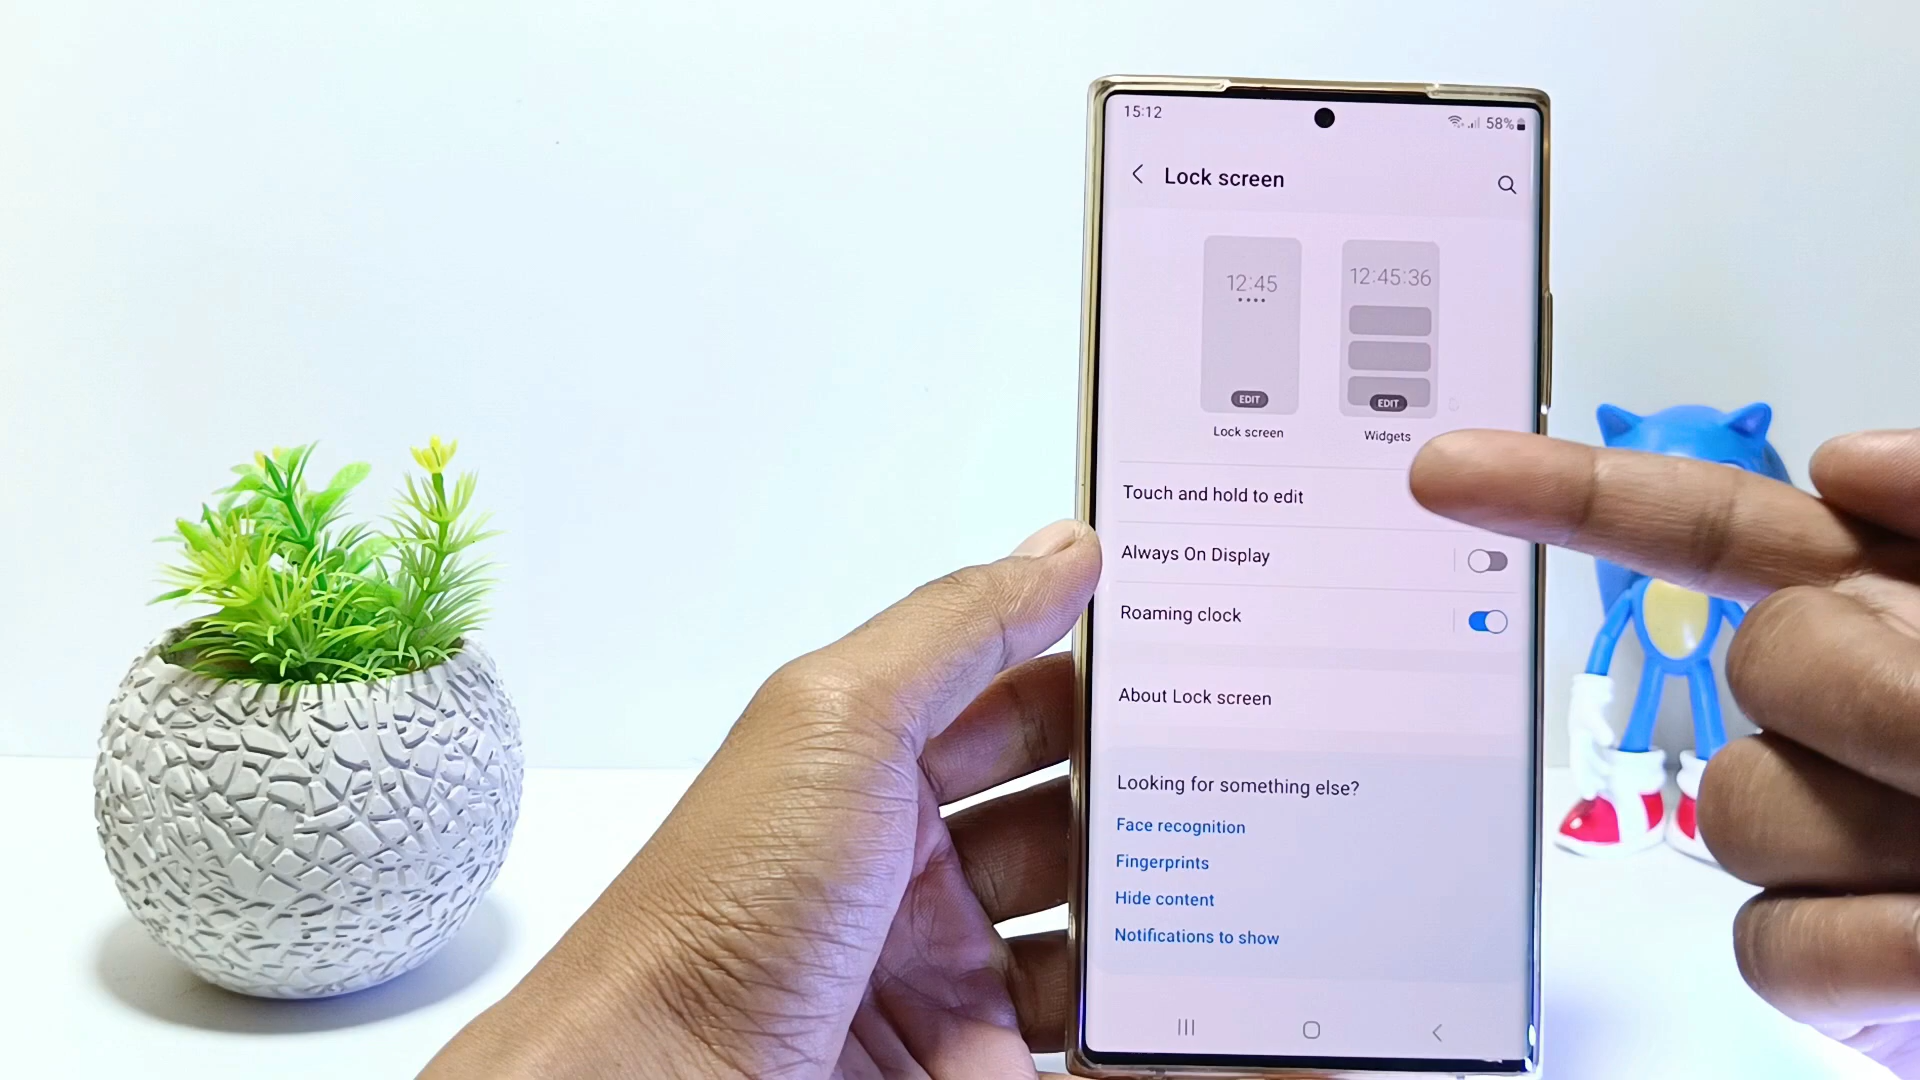 15:12
58%
Lock screen
12:45
12:45:36
EDIT
EDIT
Lock screen
Widgets
Touch and hold to edit
Always On Display
Roaming clock
About Lock screen
Looking for something else?
Face recognition
Fingerprints
Hide content
Notifications to show